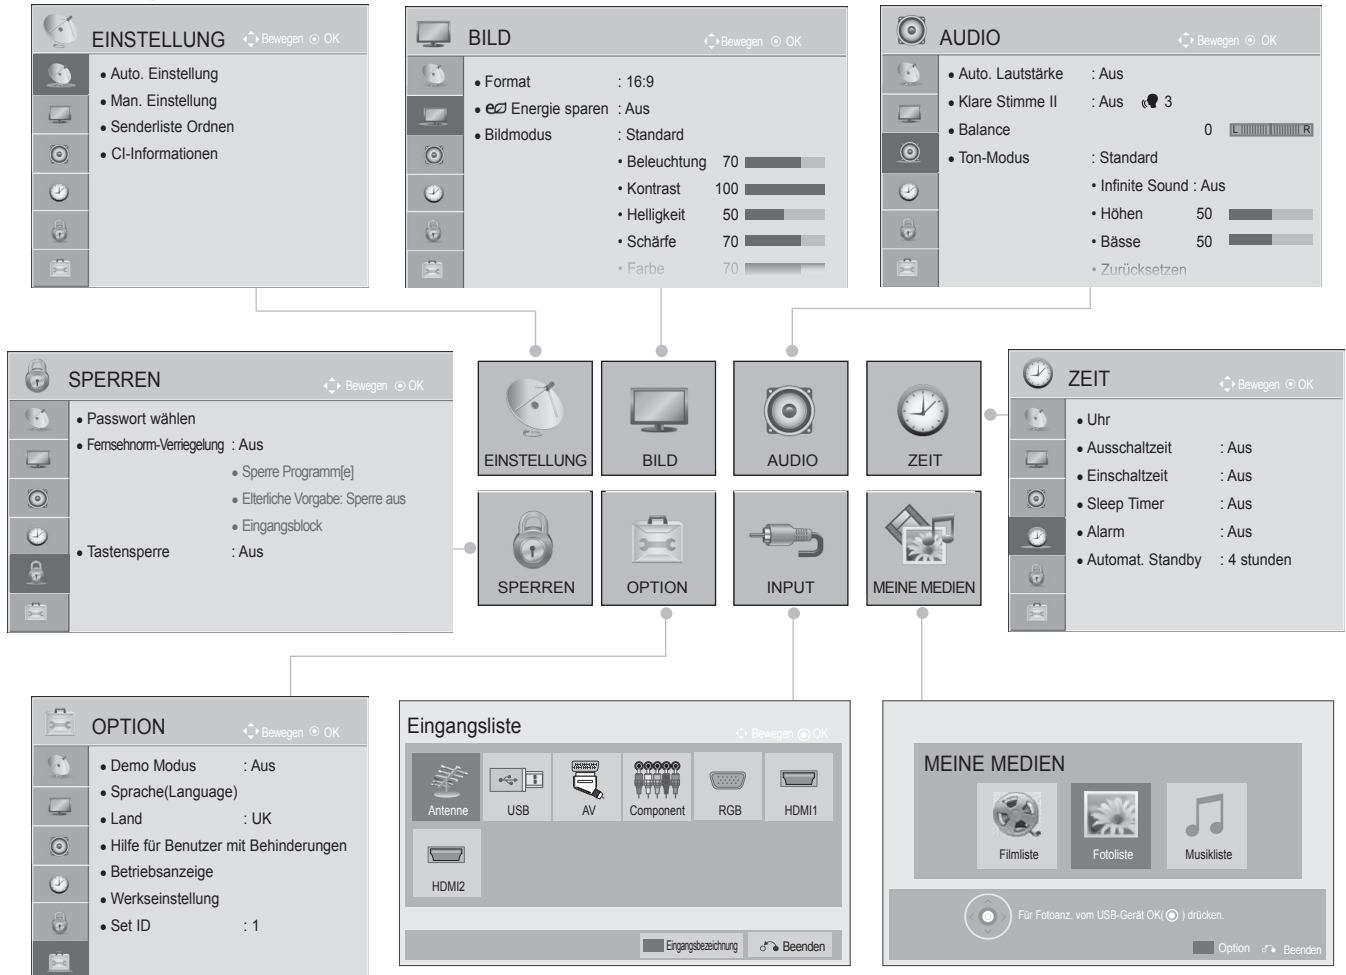 EINSTELLUNG Bewegen OK
• Auto. Einstellung
• Man. Einstellung
• Senderliste Ordnen
• CI-Informationen
BILD Bewegen OK
• Format : 16:9
• Energie sparen : Aus
• Bildmodus : Standard
• Beleuchtung 70
• Kontrast 100
• Helligkeit 50
• Schärfe 70
• Farbe 70
AUDIO Bewegen OK
• Auto. Lautstärke : Aus
• Klare Stimme II : Aus 3
• Balance 0 L R
• Ton-Modus : Standard
• Infinite Sound : Aus
• Höhen 50
• Bässe 50
• Zurücksetzen
SPERREN Bewegen OK
• Passwort wählen
• Fernsehnorm-Verriegelung : Aus
• Sperre Programm[e]
• Elterliche Vorgabe: Sperre aus
• Eingangsblock
• Tastensperre : Aus
EINSTELLUNG BILD AUDIO ZEIT
SPERREN OPTION INPUT MEINE MEDIEN
ZEIT Bewegen OK
• Uhr
• Ausschaltzeit : Aus
• Einschaltzeit : Aus
• Sleep Timer : Aus
• Alarm : Aus
• Automat. Standby : 4 stunden
OPTION Bewegen OK
• Demo Modus : Aus
• Sprache(Language)
• Land : UK
• Hilfe für Benutzer mit Behinderungen
• Betriebsanzeige
• Werkseinstellung
• Set ID : 1
Eingangsliste Bewegen OK
Antenne USB AV Component RGB HDMI1
HDMI2
Eingangsbezeichnung Beenden
MEINE MEDIEN
Filmliste Fotoliste Musikliste
Für Fotoanz. vom USB-Gerät OK( ) drücken.
Option Beenden